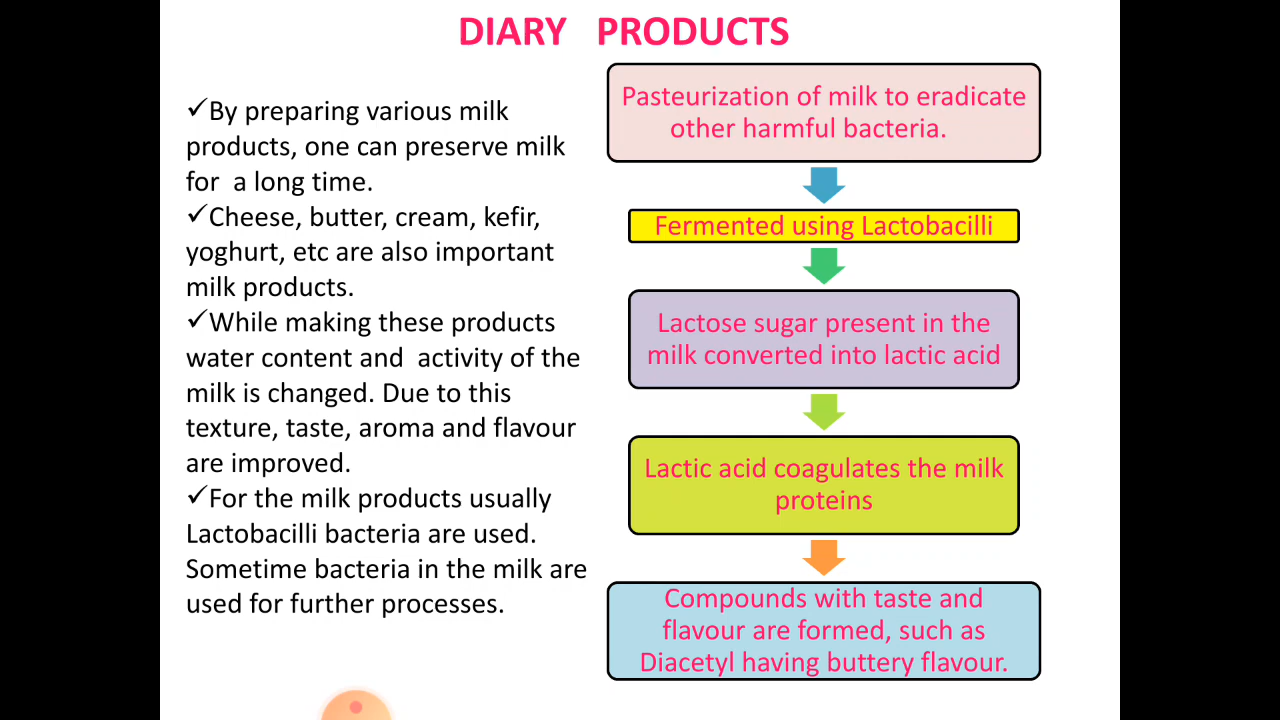 DIARY PRODUCTS
✓By preparing various milk
products, one can preserve milk
for a long time.
✓Cheese, butter, cream, kefir,
yoghurt, etc are also important
milk products.
✓While making these products
water content and activity of the
milk is changed. Due to this
texture, taste, aroma and flavour
are improved.
✓For the milk products usually
Lactobacilli bacteria are used.
Sometime bacteria in the milk are
used for further processes.
Pasteurization of milk to eradicate
other harmful bacteria.
Fermented using Lactobacilli
Lactose sugar present in the
milk converted into lactic acid
Lactic acid coagulates the milk
proteins
Compounds with taste and
flavour are formed, such as
Diacetyl having buttery flavour.